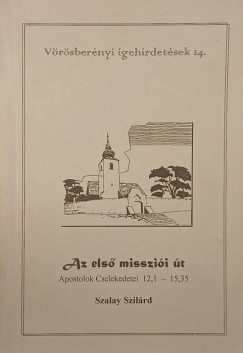 Vörösberényi igehirdetések 14.
Az első missziói út
Apostolok Cselekedetei 12,1 – 15,35
Szalay Szilárd